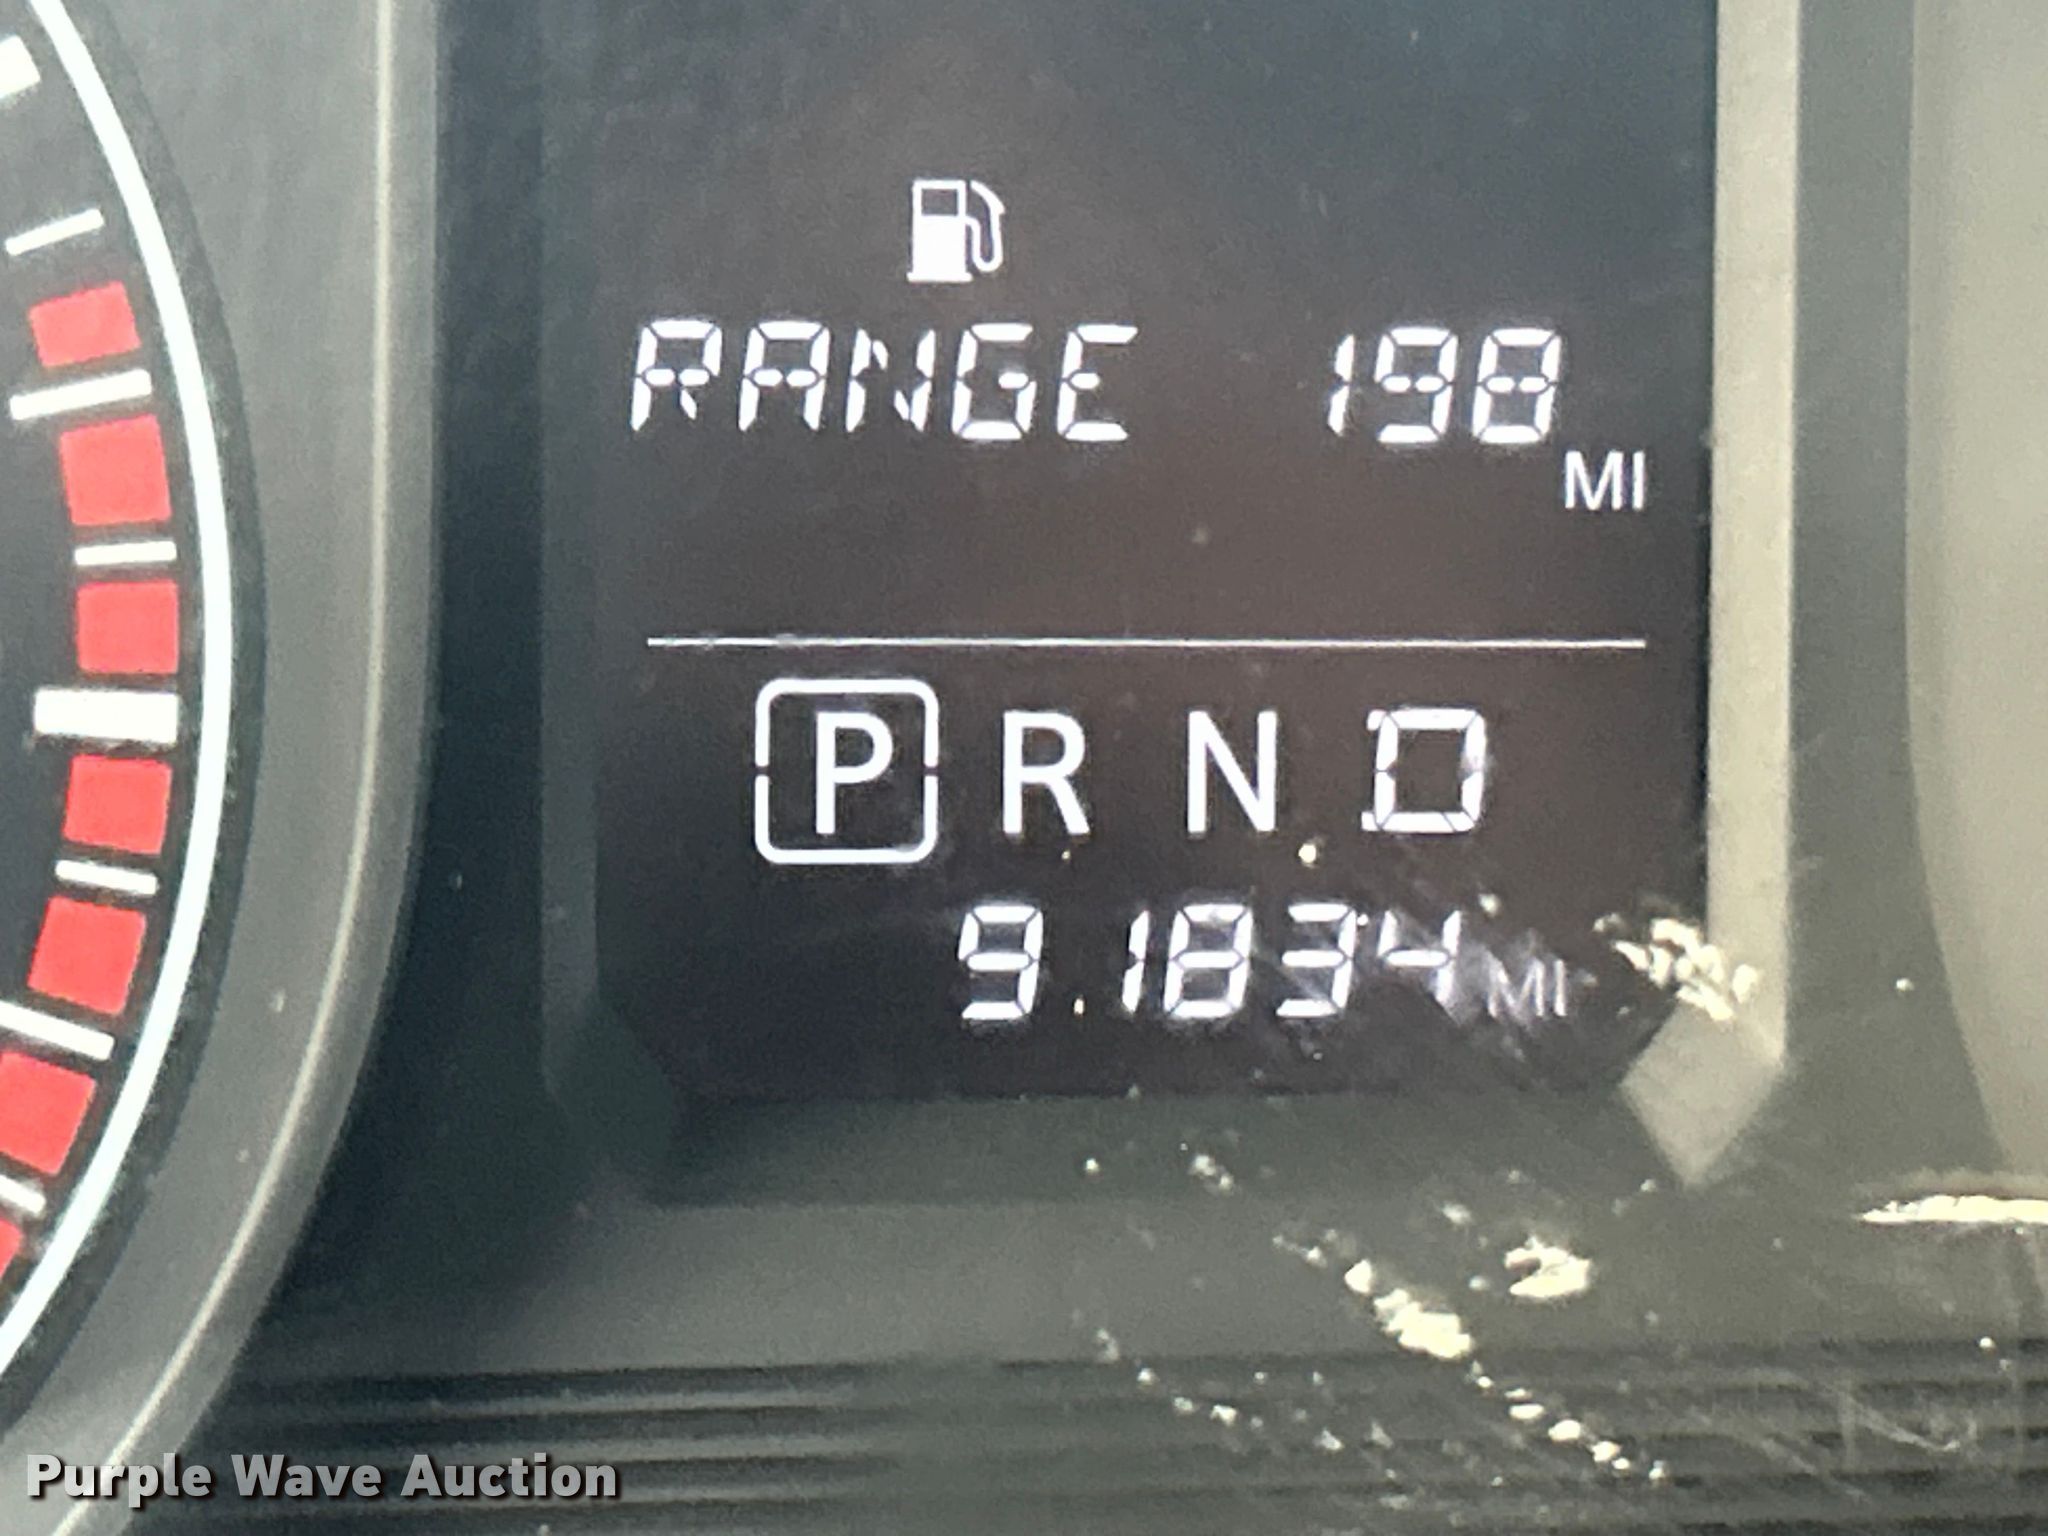 RANGE 198
MI
P R N D
91834 MI
Purple Wave Auction